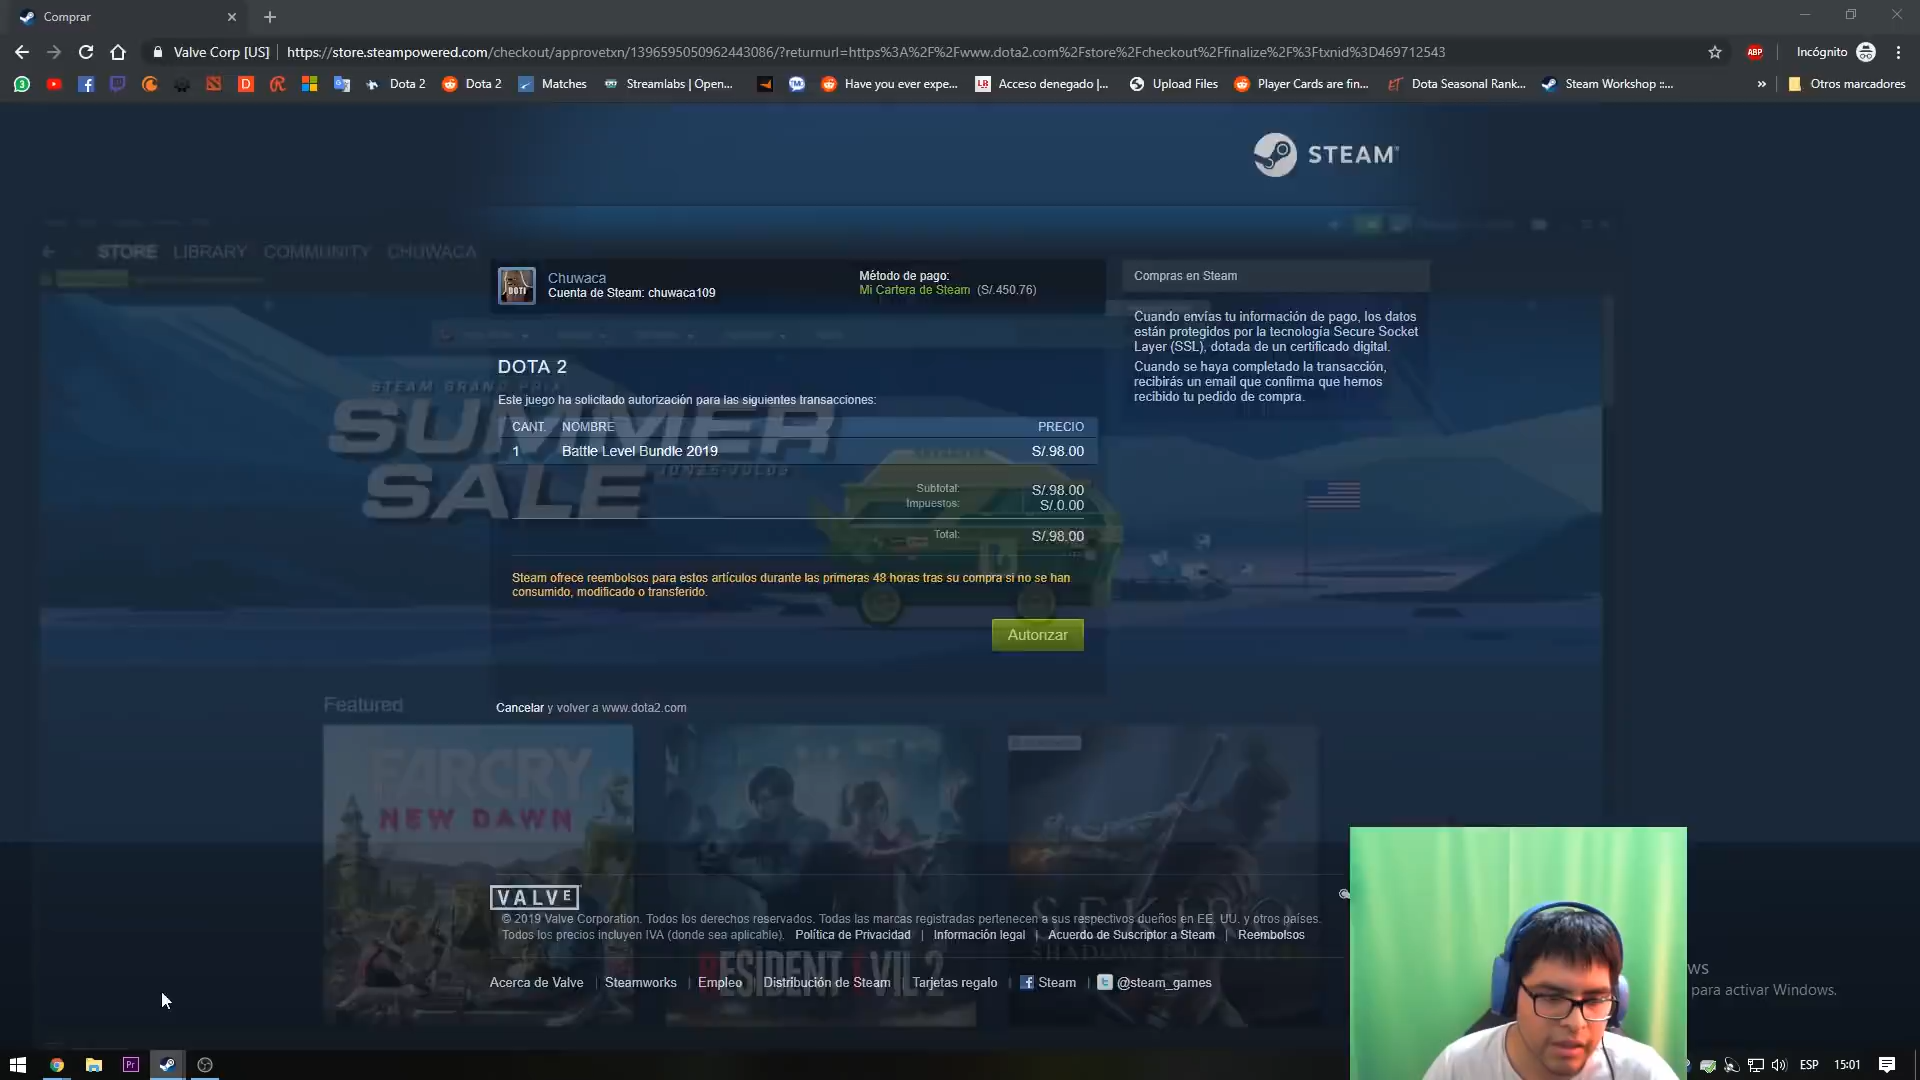 Comprar
Valve Corp [US]
https://store.steampowered.com/checkout/approvetxn/1396595050962443086/?returnurl=https%3A%2F%2Fwww.dota2.com%2Fstore%2Fcheckout%2Ffinalize%2F%3Ftxnid%3D469712543
ABP
Incógnito
Dota 2
Dota 2
Matches
Streamlabs | Open...
Have you ever expe...
Acceso denegado |...
Upload Files
Player Cards are fin...
Dota Seasonal Rank...
Steam Workshop ::...
»
Otros marcadores
STEAM
STORE LIBRARY COMMUNITY CHUWACA
Chuwaca
Cuenta de Steam: chuwaca109
Método de pago:
Mi Cartera de Steam (S/.450.76)
Compras en Steam
Cuando envías tu información de pago, los datos
están protegidos por la tecnología Secure Socket
Layer (SSL), dotada de un certificado digital.
Cuando se haya completado la transacción,
recibirás un email que confirma que hemos
recibido tu pedido de compra.
DOTA 2
STEAM GRAND PRIX
SUMMER
SALE
Este juego ha solicitado autorización para las siguientes transacciones:
CANT. NOMBRE PRECIO
1 Battle Level Bundle 2019 S/.98.00
Subtotal: S/.98.00
Impuestos: S/.0.00
Total: S/.98.00
Steam ofrece reembolsos para estos artículos durante las primeras 48 horas tras su compra si no se han
consumido, modificado o transferido.
Autorizar
Featured
Cancelar y volver a www.dota2.com
FARCRY
NEW DAWN
SEKIRO
VALVE
© 2019 Valve Corporation. Todos los derechos reservados. Todas las marcas registradas pertenecen a sus respectivos dueños en EE. UU. y otros países.
Todos los precios incluyen IVA (donde sea aplicable). Política de Privacidad | Información legal | Acuerdo de Suscriptor a Steam | Reembolsos
RESIDENT EVIL 2
Acerca de Valve | Steamworks | Empleo | Distribución de Steam | Tarjetas regalo | Steam | @steam_games
ws
para activar Windows.
Pr
ESP
15:01